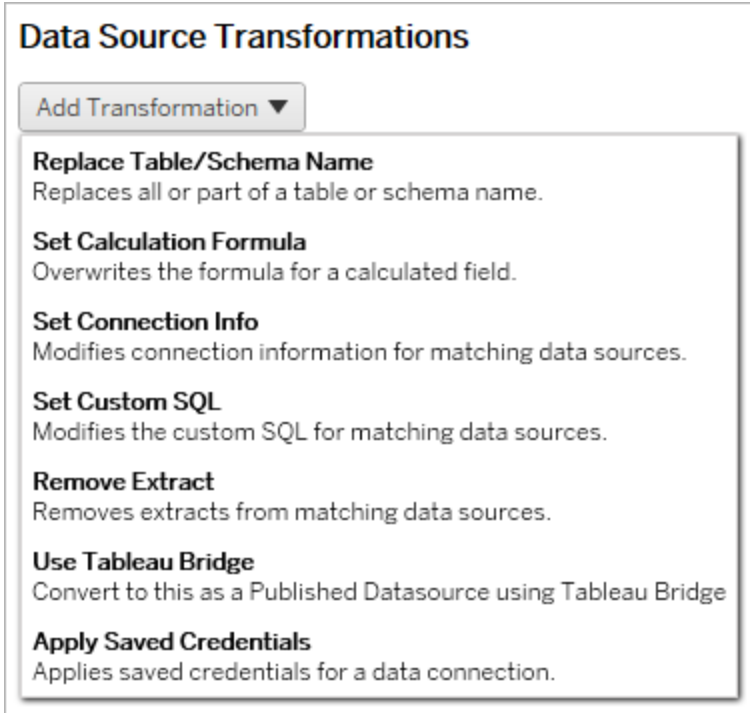 Data Source Transformations
Add Transformation ▼
Replace Table/Schema Name
Replaces all or part of a table or schema name.
Set Calculation Formula
Overwrites the formula for a calculated field.
Set Connection Info
Modifies connection information for matching data sources.
Set Custom SQL
Modifies the custom SQL for matching data sources.
Remove Extract
Removes extracts from matching data sources.
Use Tableau Bridge
Convert to this as a Published Datasource using Tableau Bridge
Apply Saved Credentials
Applies saved credentials for a data connection.